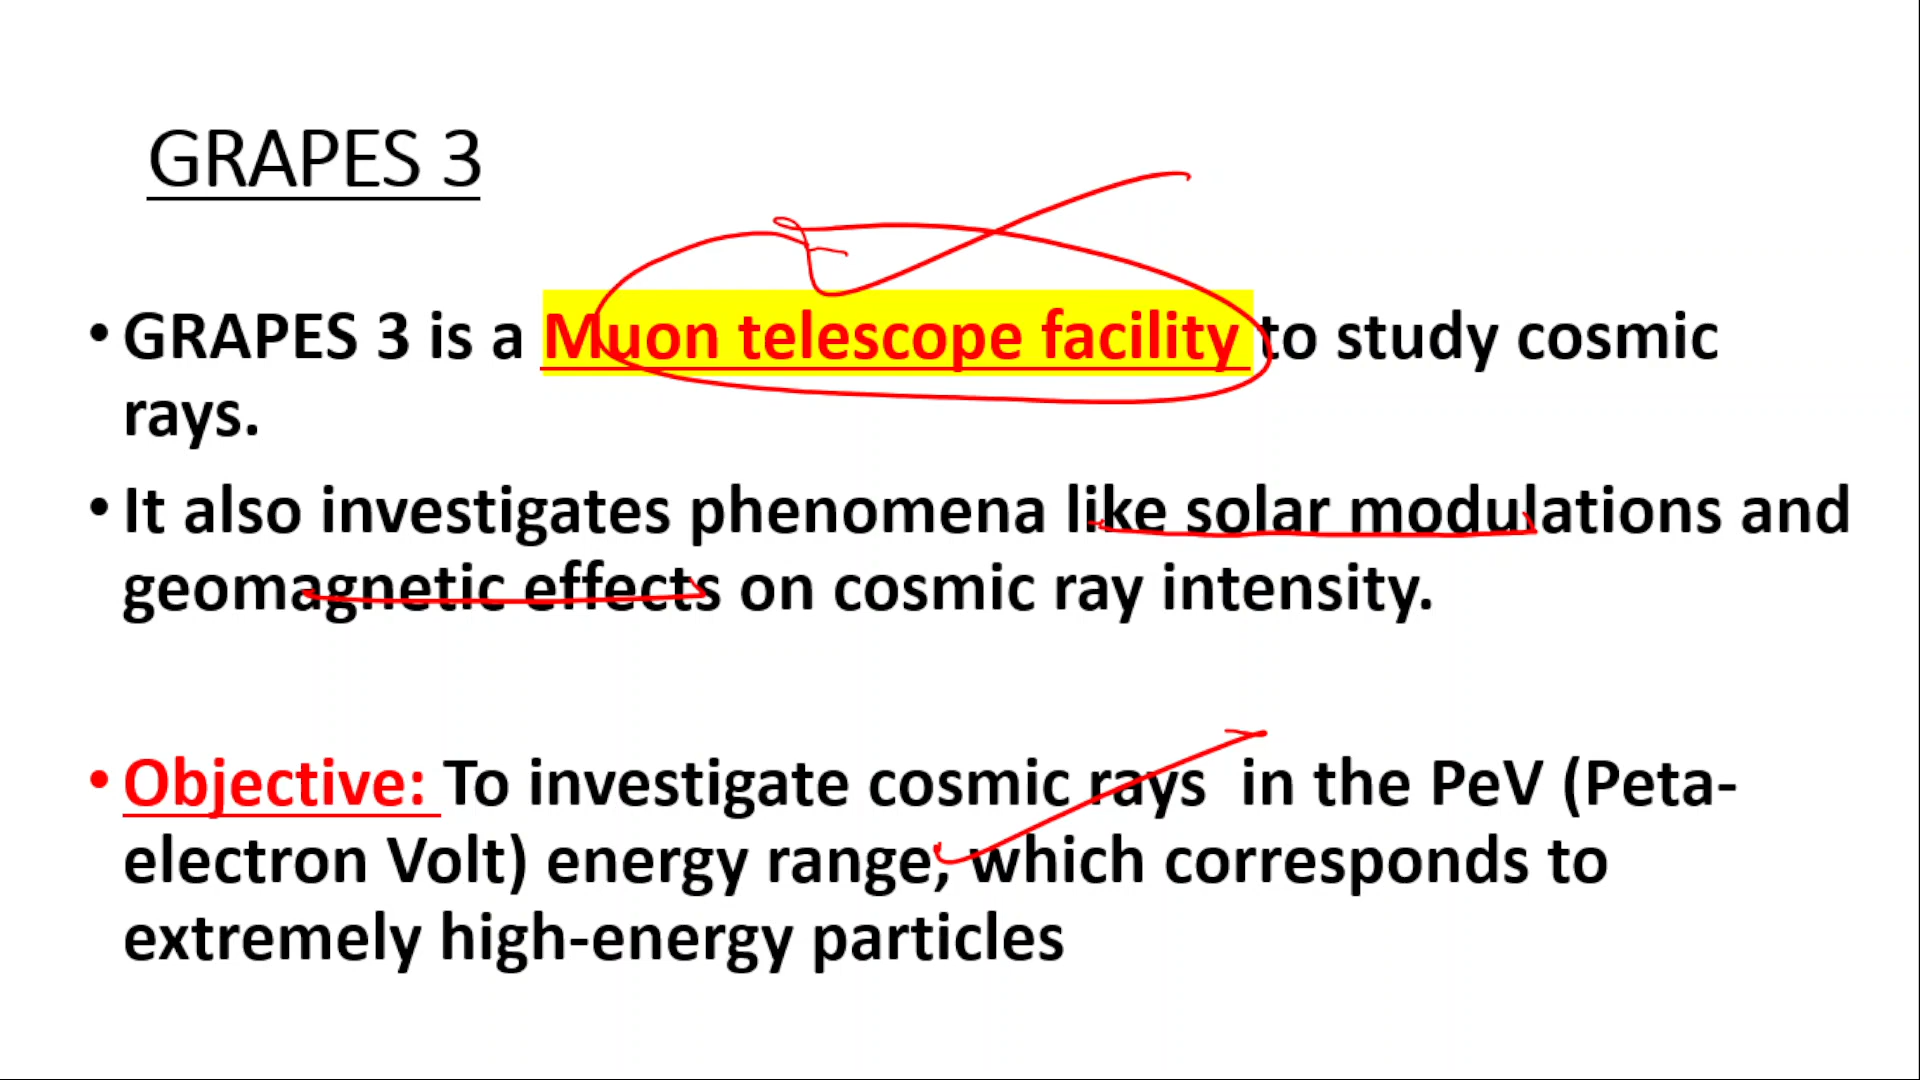 GRAPES 3
• GRAPES 3 is a Muon telescope facility to study cosmic
rays.
• It also investigates phenomena like solar modulations and
geomagnetic effects on cosmic ray intensity.
• Objective: To investigate cosmic rays in the PeV (Peta-
electron Volt) energy range, which corresponds to
extremely high-energy particles